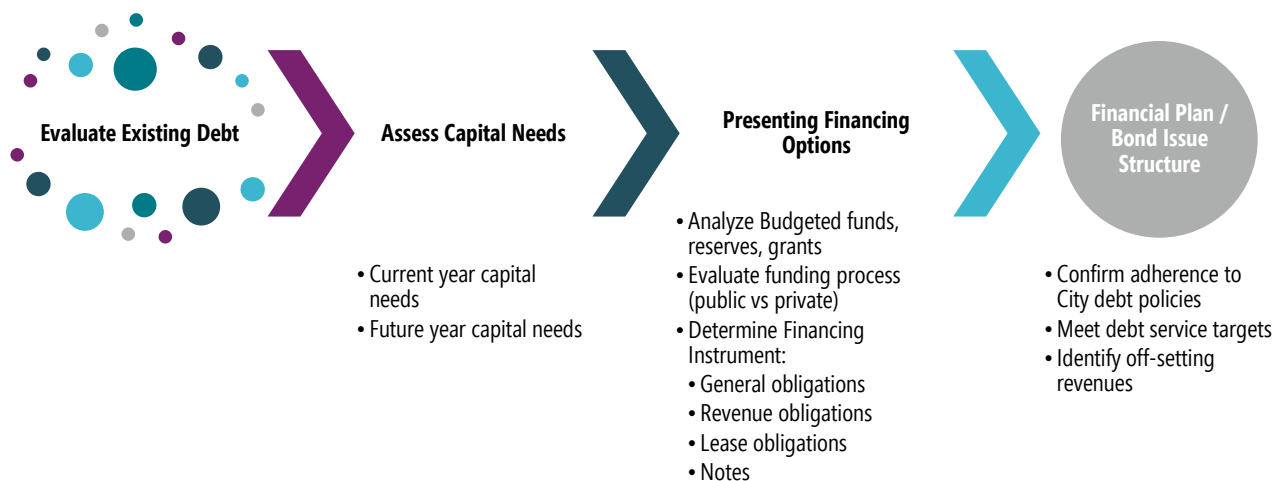 Evaluate Existing Debt
Assess Capital Needs
• Current year capital
needs
• Future year capital needs
Presenting Financing
Options
• Analyze Budgeted funds,
reserves, grants
• Evaluate funding process
(public vs private)
• Determine Financing
Instrument:
• General obligations
• Revenue obligations
• Lease obligations
• Notes
Financial Plan /
Bond Issue
Structure
• Confirm adherence to
City debt policies
• Meet debt service targets
• Identify off-setting
revenues